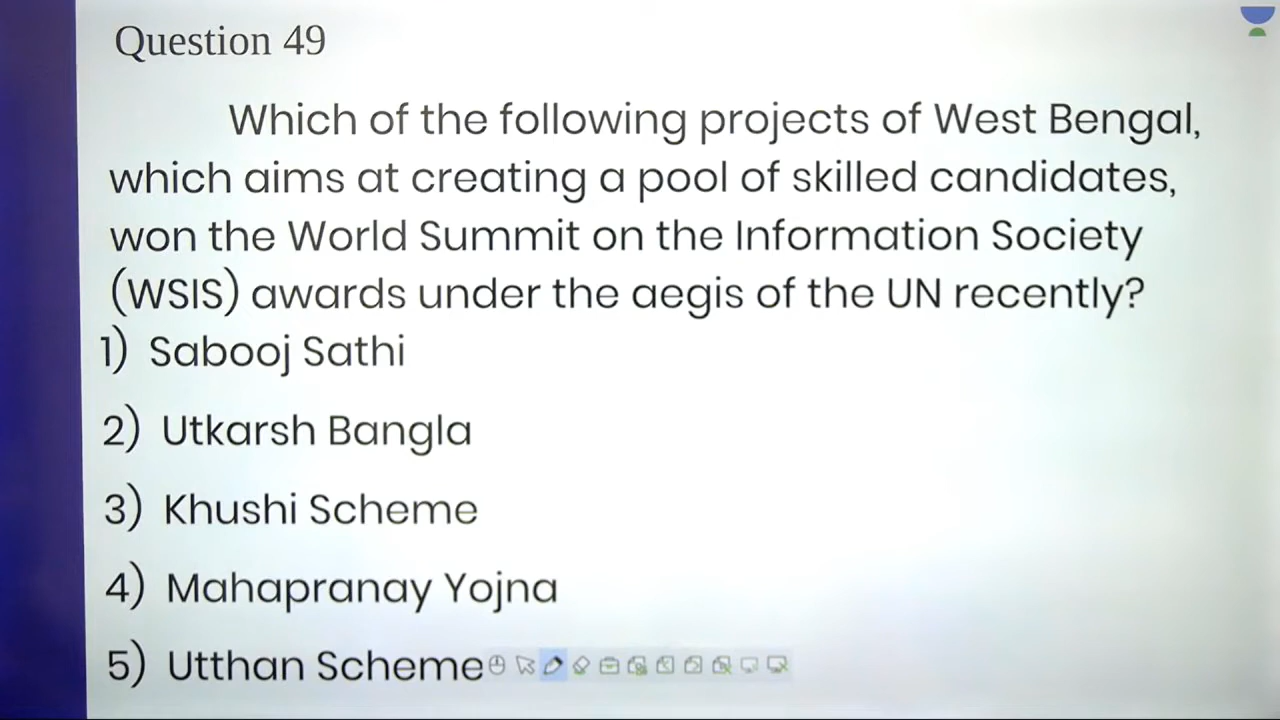 Question 49
Which of the following projects of West Bengal,
which aims at creating a pool of skilled candidates,
won the World Summit on the Information Society
(WSIS) awards under the aegis of the UN recently?
1) Sabooj Sathi
2) Utkarsh Bangla
3) Khushi Scheme
4) Mahapranay Yojna
5) Utthan Scheme